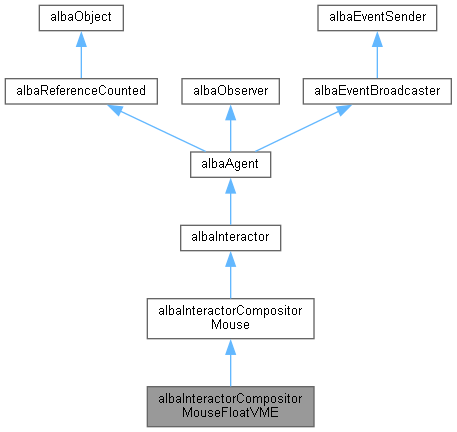 albaObject
albaEventSender
albaReferenceCounted
albaObserver
albaEventBroadcaster
albaAgent
albaInteractor
albaInteractorCompositor
Mouse
albaInteractorCompositor
MouseFloatVME